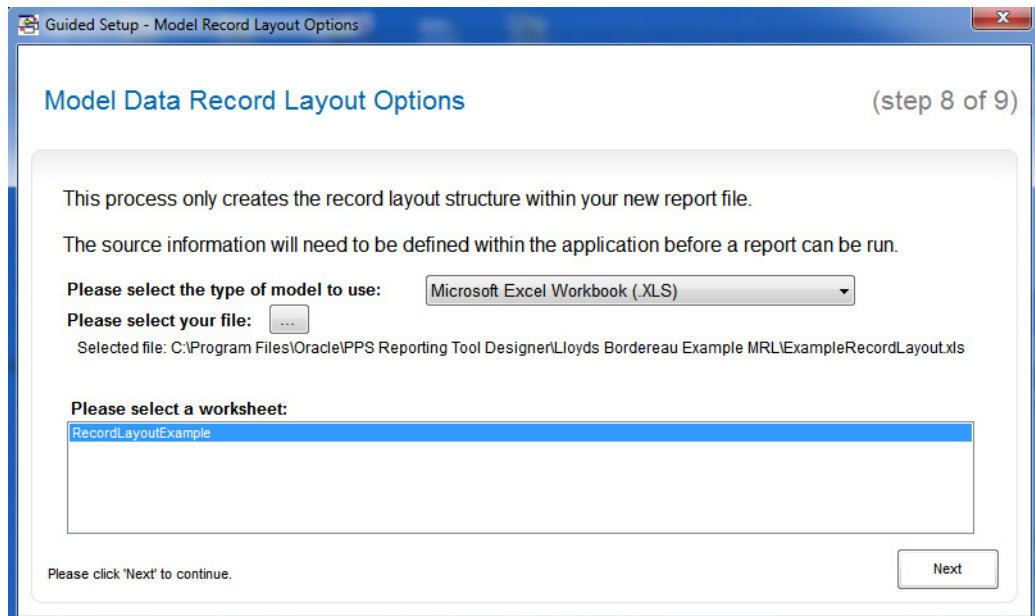 Guided Setup - Model Record Layout Options
Model Data Record Layout Options (step 8 of 9)
This process only creates the record layout structure within your new report file.
The source information will need to be defined within the application before a report can be run.
Please select the type of model to use: Microsoft Excel Workbook (.XLS)
Please select your file: ...
Selected file: C:\Program Files\Oracle\PPS Reporting Tool Designer\Lloyds Bordereau Example MRL\ExampleRecordLayout.xls
Please select a worksheet:
RecordLayoutExample
Please click 'Next' to continue. Next